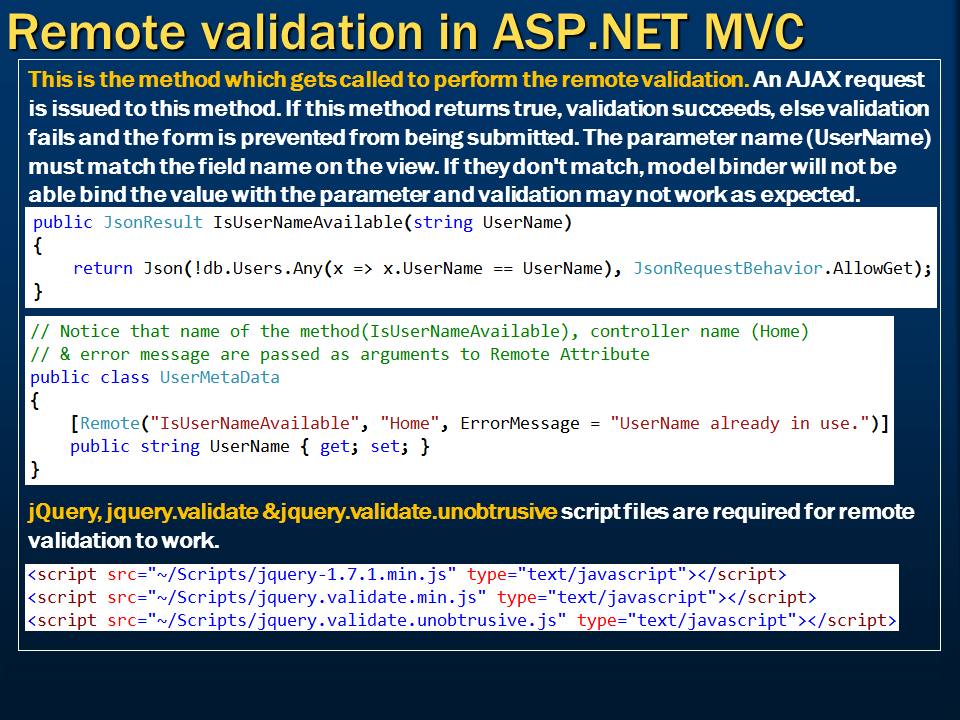 Remote validation in ASP.NET MVC
This is the method which gets called to perform the remote validation. An AJAX request
is issued to this method. If this method returns true, validation succeeds, else validation
fails and the form is prevented from being submitted. The parameter name (UserName)
must match the field name on the view. If they don't match, model binder will not be
able bind the value with the parameter and validation may not work as expected.
public JsonResult IsUserNameAvailable(string UserName)
{
    return Json(!db.Users.Any(x => x.UserName == UserName), JsonRequestBehavior.AllowGet);
}
// Notice that name of the method(IsUserNameAvailable), controller name (Home)
// & error message are passed as arguments to Remote Attribute
public class UserMetaData
{
    [Remote("IsUserNameAvailable", "Home", ErrorMessage = "UserName already in use.")]
    public string UserName { get; set; }
}
jQuery, jquery.validate &jquery.validate.unobtrusive script files are required for remote
validation to work.
<script src="~/Scripts/jquery-1.7.1.min.js" type="text/javascript"></script>
<script src="~/Scripts/jquery.validate.min.js" type="text/javascript"></script>
<script src="~/Scripts/jquery.validate.unobtrusive.js" type="text/javascript"></script>